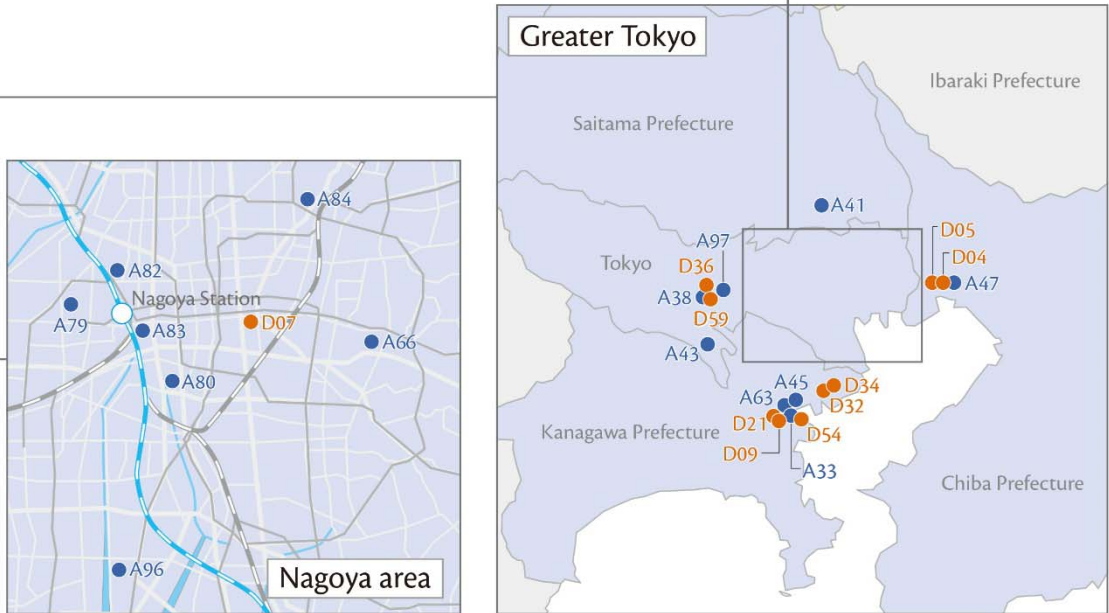 Greater Tokyo
Ibaraki Prefecture
Saitama Prefecture
A41
A97
D05
Tokyo
D36
D04
A38
A47
D59
A43
A45
D34
A63
D32
D21
Kanagawa Prefecture
D54
D09
A33
Chiba Prefecture
A84
A82
Nagoya Station
A79
A83
D07
A66
A80
A96
Nagoya area